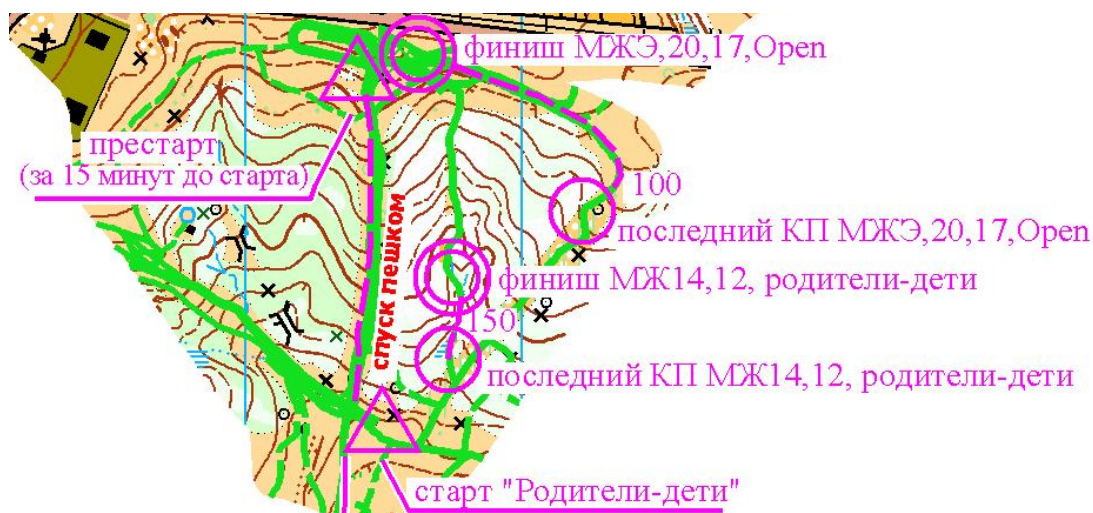 финиш МЖЭ,20,17,Open
престарт
(за 15 минут до старта)
100
последний КП МЖЭ,20,17,Open
спуск пешком
финиш МЖ14,12, родители-дети
150
последний КП МЖ14,12, родители-дети
старт "Родители-дети"